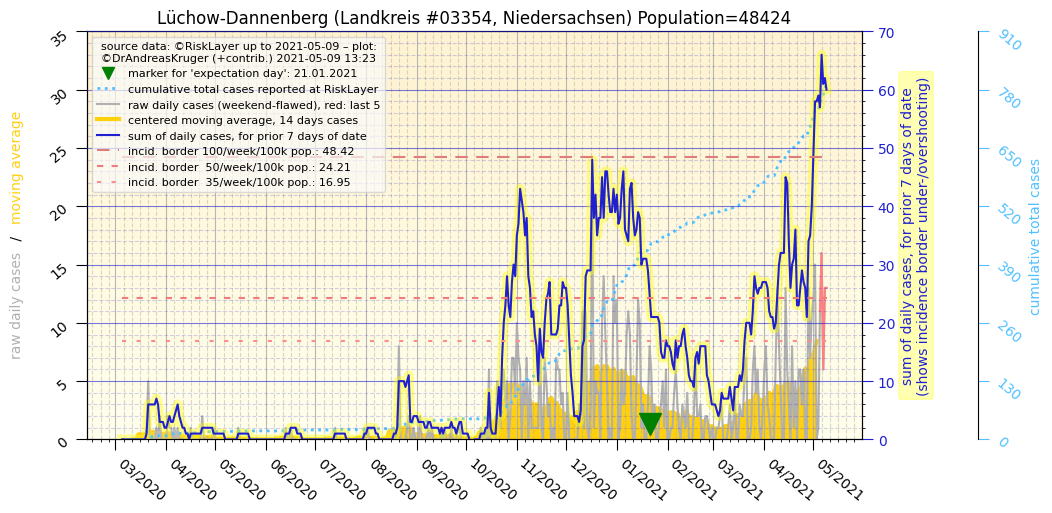 Lüchow-Dannenberg (Landkreis #03354, Niedersachsen) Population=48424
source data: ©RiskLayer up to 2021-05-09 – plot:
©DrAndreasKruger (+contrib.) 2021-05-09 13:23
marker for 'expectation day': 21.01.2021
cumulative total cases reported at RiskLayer
raw daily cases (weekend-flawed), red: last 5
centered moving average, 14 days cases
sum of daily cases, for prior 7 days of date
incid. border 100/week/100k pop.: 48.42
incid. border  50/week/100k pop.: 24.21
incid. border  35/week/100k pop.: 16.95
raw daily cases / moving average
35
30
25
20
15
10
5
0
03/2020
04/2020
05/2020
06/2020
07/2020
08/2020
09/2020
10/2020
11/2020
12/2020
01/2021
02/2021
03/2021
04/2021
05/2021
70
60
50
40
30
20
10
0
sum of daily cases, for prior 7 days of date
(shows incidence border under-/overshooting)
910
780
650
520
390
260
130
0
cumulative total cases